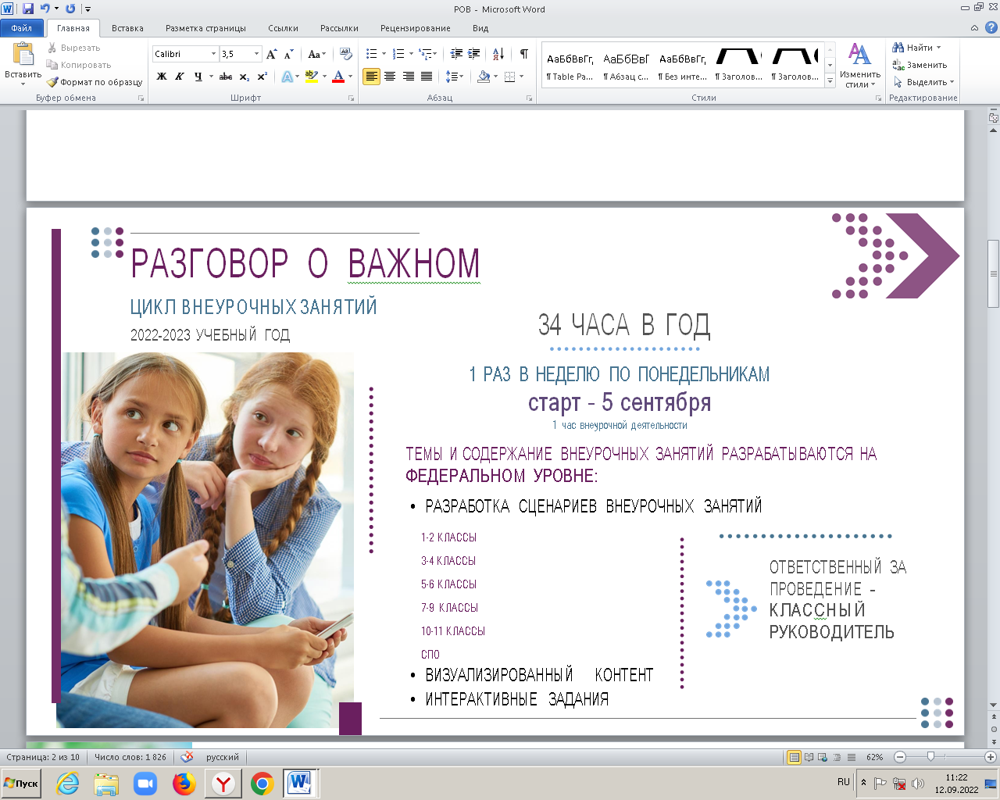 РОВ - Microsoft Word
Файл Главная Вставка Разметка страницы Ссылки Рассылки Рецензирование Вид
Вставить
Вырезать
Копировать
Формат по образцу
Буфер обмена
Calibri 3,5
Шрифт
Абзац
АаБбВвГг, АаБбВвГ АаБбВвГг,
¶ Table Pa... ¶ Абзац с... ¶ Без инте... ¶ Заголов... ¶ Заголов...
Стили
Изменить стили
Найти
Заменить
Выделить
Редактирование
РАЗГОВОР О ВАЖНОМ
ЦИКЛ ВНЕУРОЧНЫХ ЗАНЯТИЙ
2022-2023 УЧЕБНЫЙ ГОД
34 ЧАСА В ГОД
1 РАЗ В НЕДЕЛЮ ПО ПОНЕДЕЛЬНИКАМ
старт - 5 сентября
1 час внеурочной деятельности
ТЕМЫ И СОДЕРЖАНИЕ ВНЕУРОЧНЫХ ЗАНЯТИЙ РАЗРАБАТЫВАЮТСЯ НА
ФЕДЕРАЛЬНОМ УРОВНЕ:
• РАЗРАБОТКА СЦЕНАРИЕВ ВНЕУРОЧНЫХ ЗАНЯТИЙ
1-2 КЛАССЫ
3-4 КЛАССЫ
5-6 КЛАССЫ
7-9 КЛАССЫ
10-11 КЛАССЫ
СПО
• ВИЗУАЛИЗИРОВАННЫЙ КОНТЕНТ
• ИНТЕРАКТИВНЫЕ ЗАДАНИЯ
ОТВЕТСТВЕННЫЙ ЗА
ПРОВЕДЕНИЕ -
КЛАССНЫЙ
РУКОВОДИТЕЛЬ
Страница: 2 из 10 Число слов: 1 826 русский 62%
Пуск RU 11:22
12.09.2022